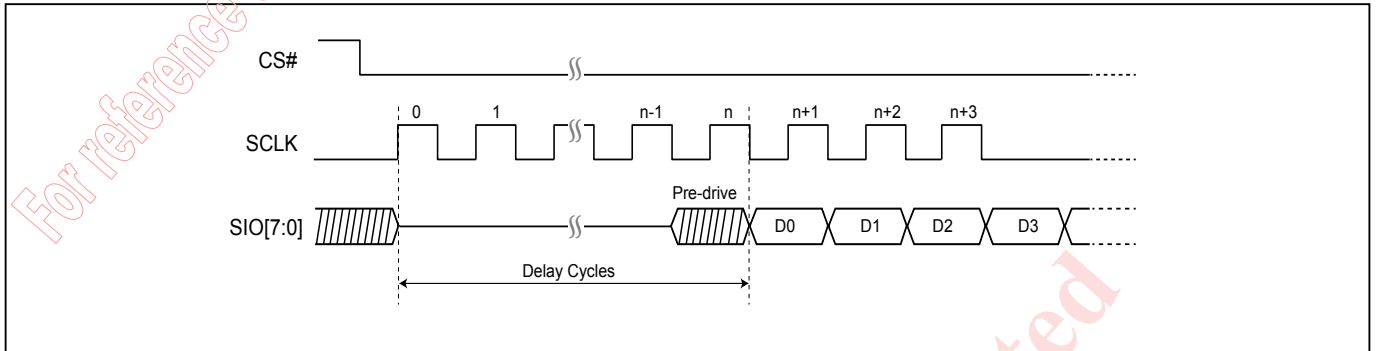 CS#
0 1 n-1 n n+1 n+2 n+3
SCLK
Pre-drive
SIO[7:0] D0 D1 D2 D3
Delay Cycles
For reference